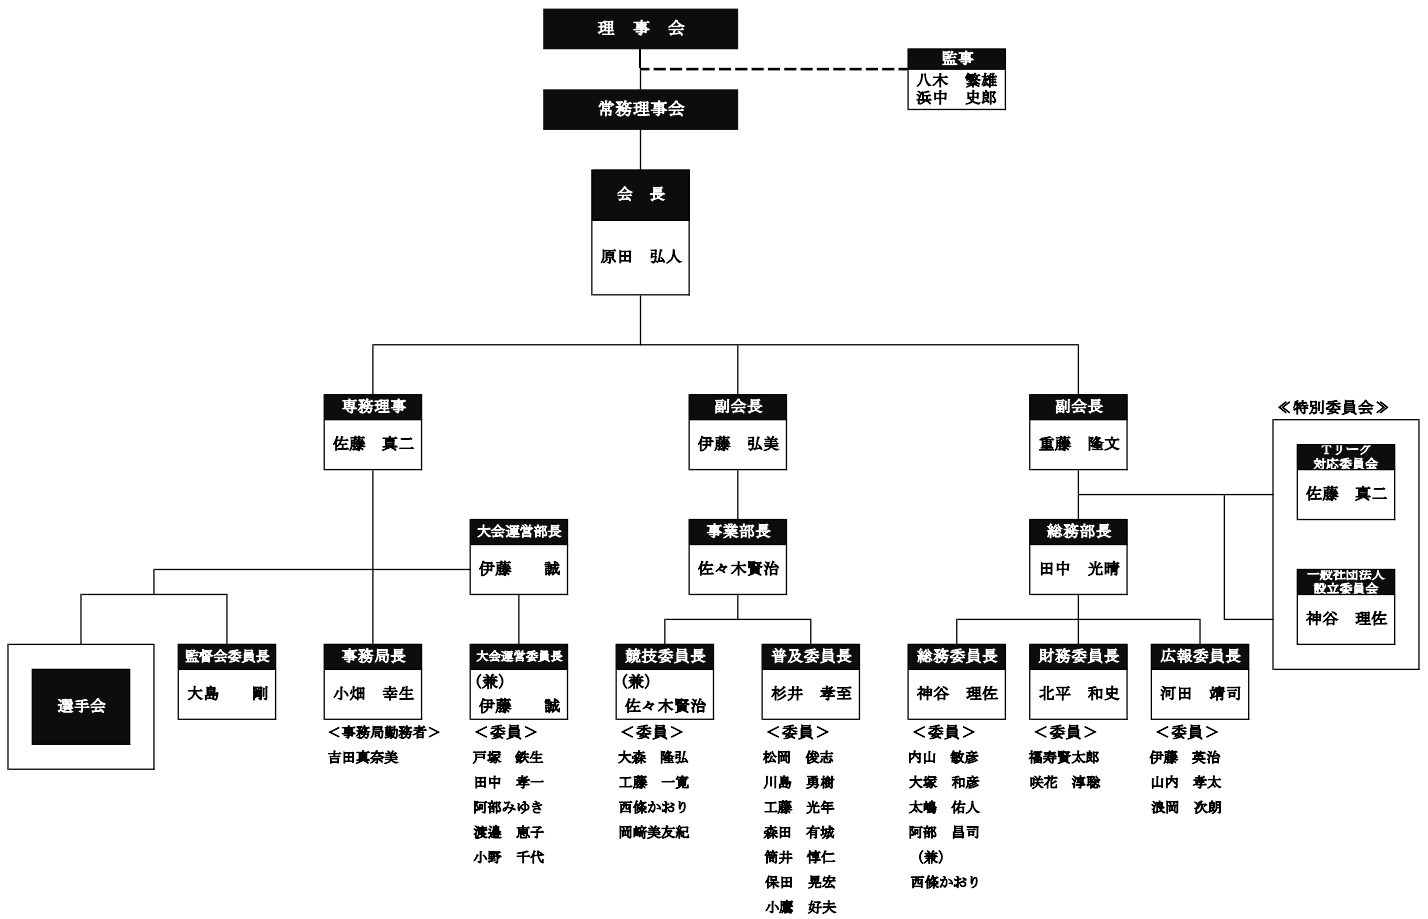 理　事　会
監事
八木　繁雄
浜中　史郎
常務理事会
会　長
原田　弘人
専務理事
佐藤　真二
副会長
伊藤　弘美
副会長
重藤　隆文
≪特別委員会≫
Tリーグ
対応委員会
佐藤　真二
一般社団法人
設立委員会
神谷　理佐
大会運営部長
伊藤　　誠
事業部長
佐々木賢治
総務部長
田中　光晴
選手会
監督会委員長
大島　　剛
事務局長
小畑　幸生
＜事務局勤務者＞
吉田真奈美
大会運営委員長
（兼）
伊藤　　誠
＜委員＞
戸塚　鉄生
田中　孝一
阿部みゆき
渡邉　恵子
小野　千代
競技委員長
（兼）
佐々木賢治
＜委員＞
大森　隆弘
工藤　一寛
西條かおり
岡﨑美友紀
普及委員長
杉井　孝至
＜委員＞
松岡　俊志
川島　勇樹
工藤　光年
森田　有城
筒井　惇仁
保田　晃宏
小鷹　好夫
総務委員長
神谷　理佐
＜委員＞
内山　敏彦
大塚　和彦
太嶋　佑人
阿部　昌司
（兼）
西條かおり
財務委員長
北平　和史
＜委員＞
福寿賢太郎
咲花　淳聡
広報委員長
河田　靖司
＜委員＞
伊藤　英治
山内　孝太
浪岡　次朗